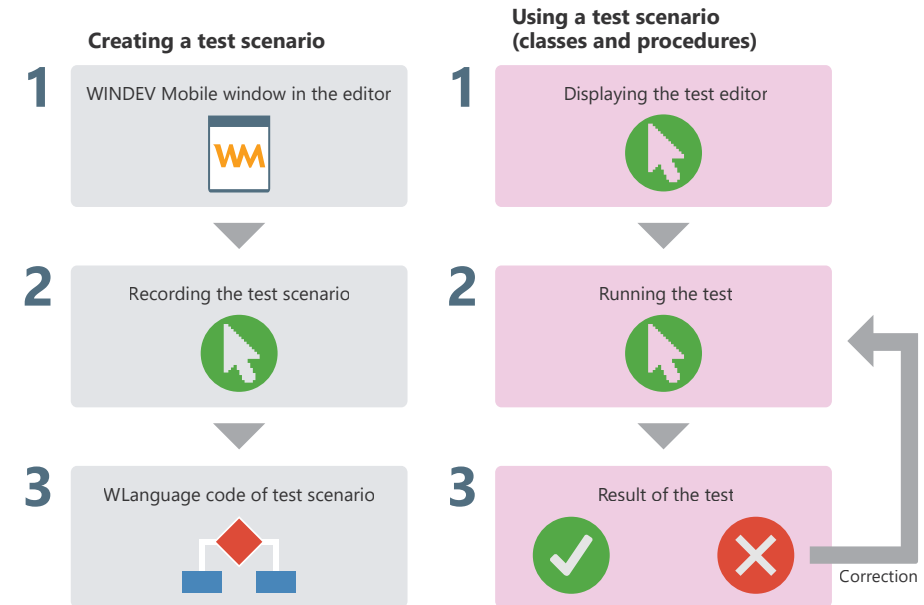 Creating a test scenario
1
WINDEV Mobile window in the editor
WM
2
Recording the test scenario
3
WLanguage code of test scenario
Using a test scenario
(classes and procedures)
1
Displaying the test editor
2
Running the test
3
Result of the test
Correction